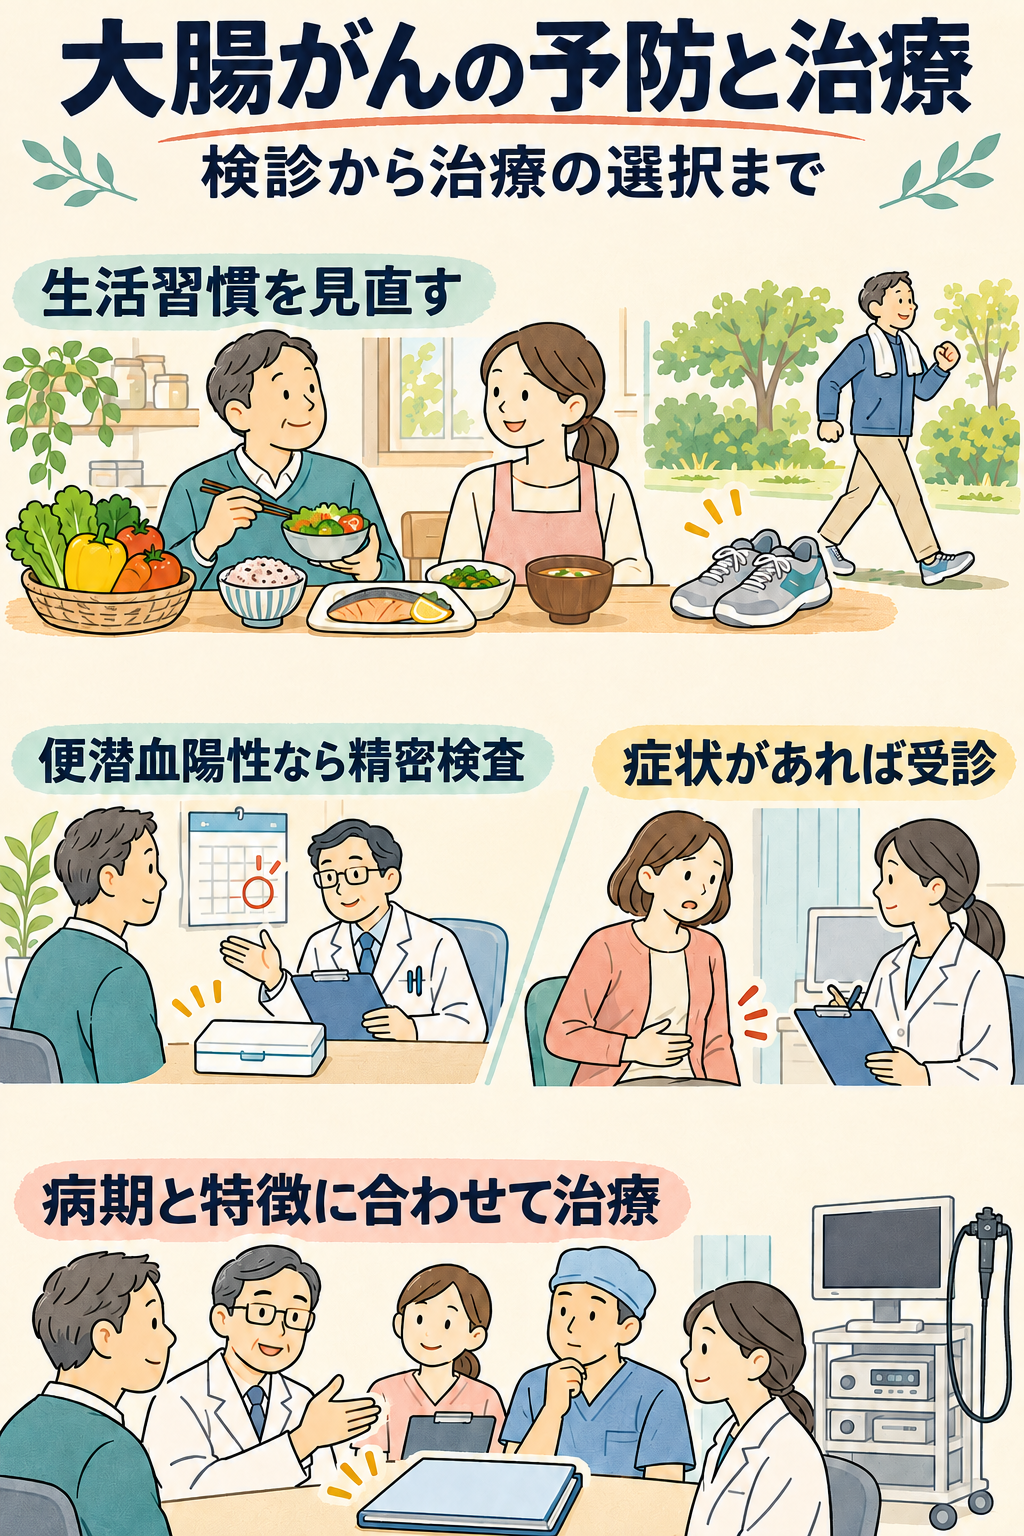 大腸がんの予防と治療
検診から治療の選択まで
生活習慣を見直す
便潜血陽性なら精密検査
症状があれば受診
病期と特徴に合わせて治療